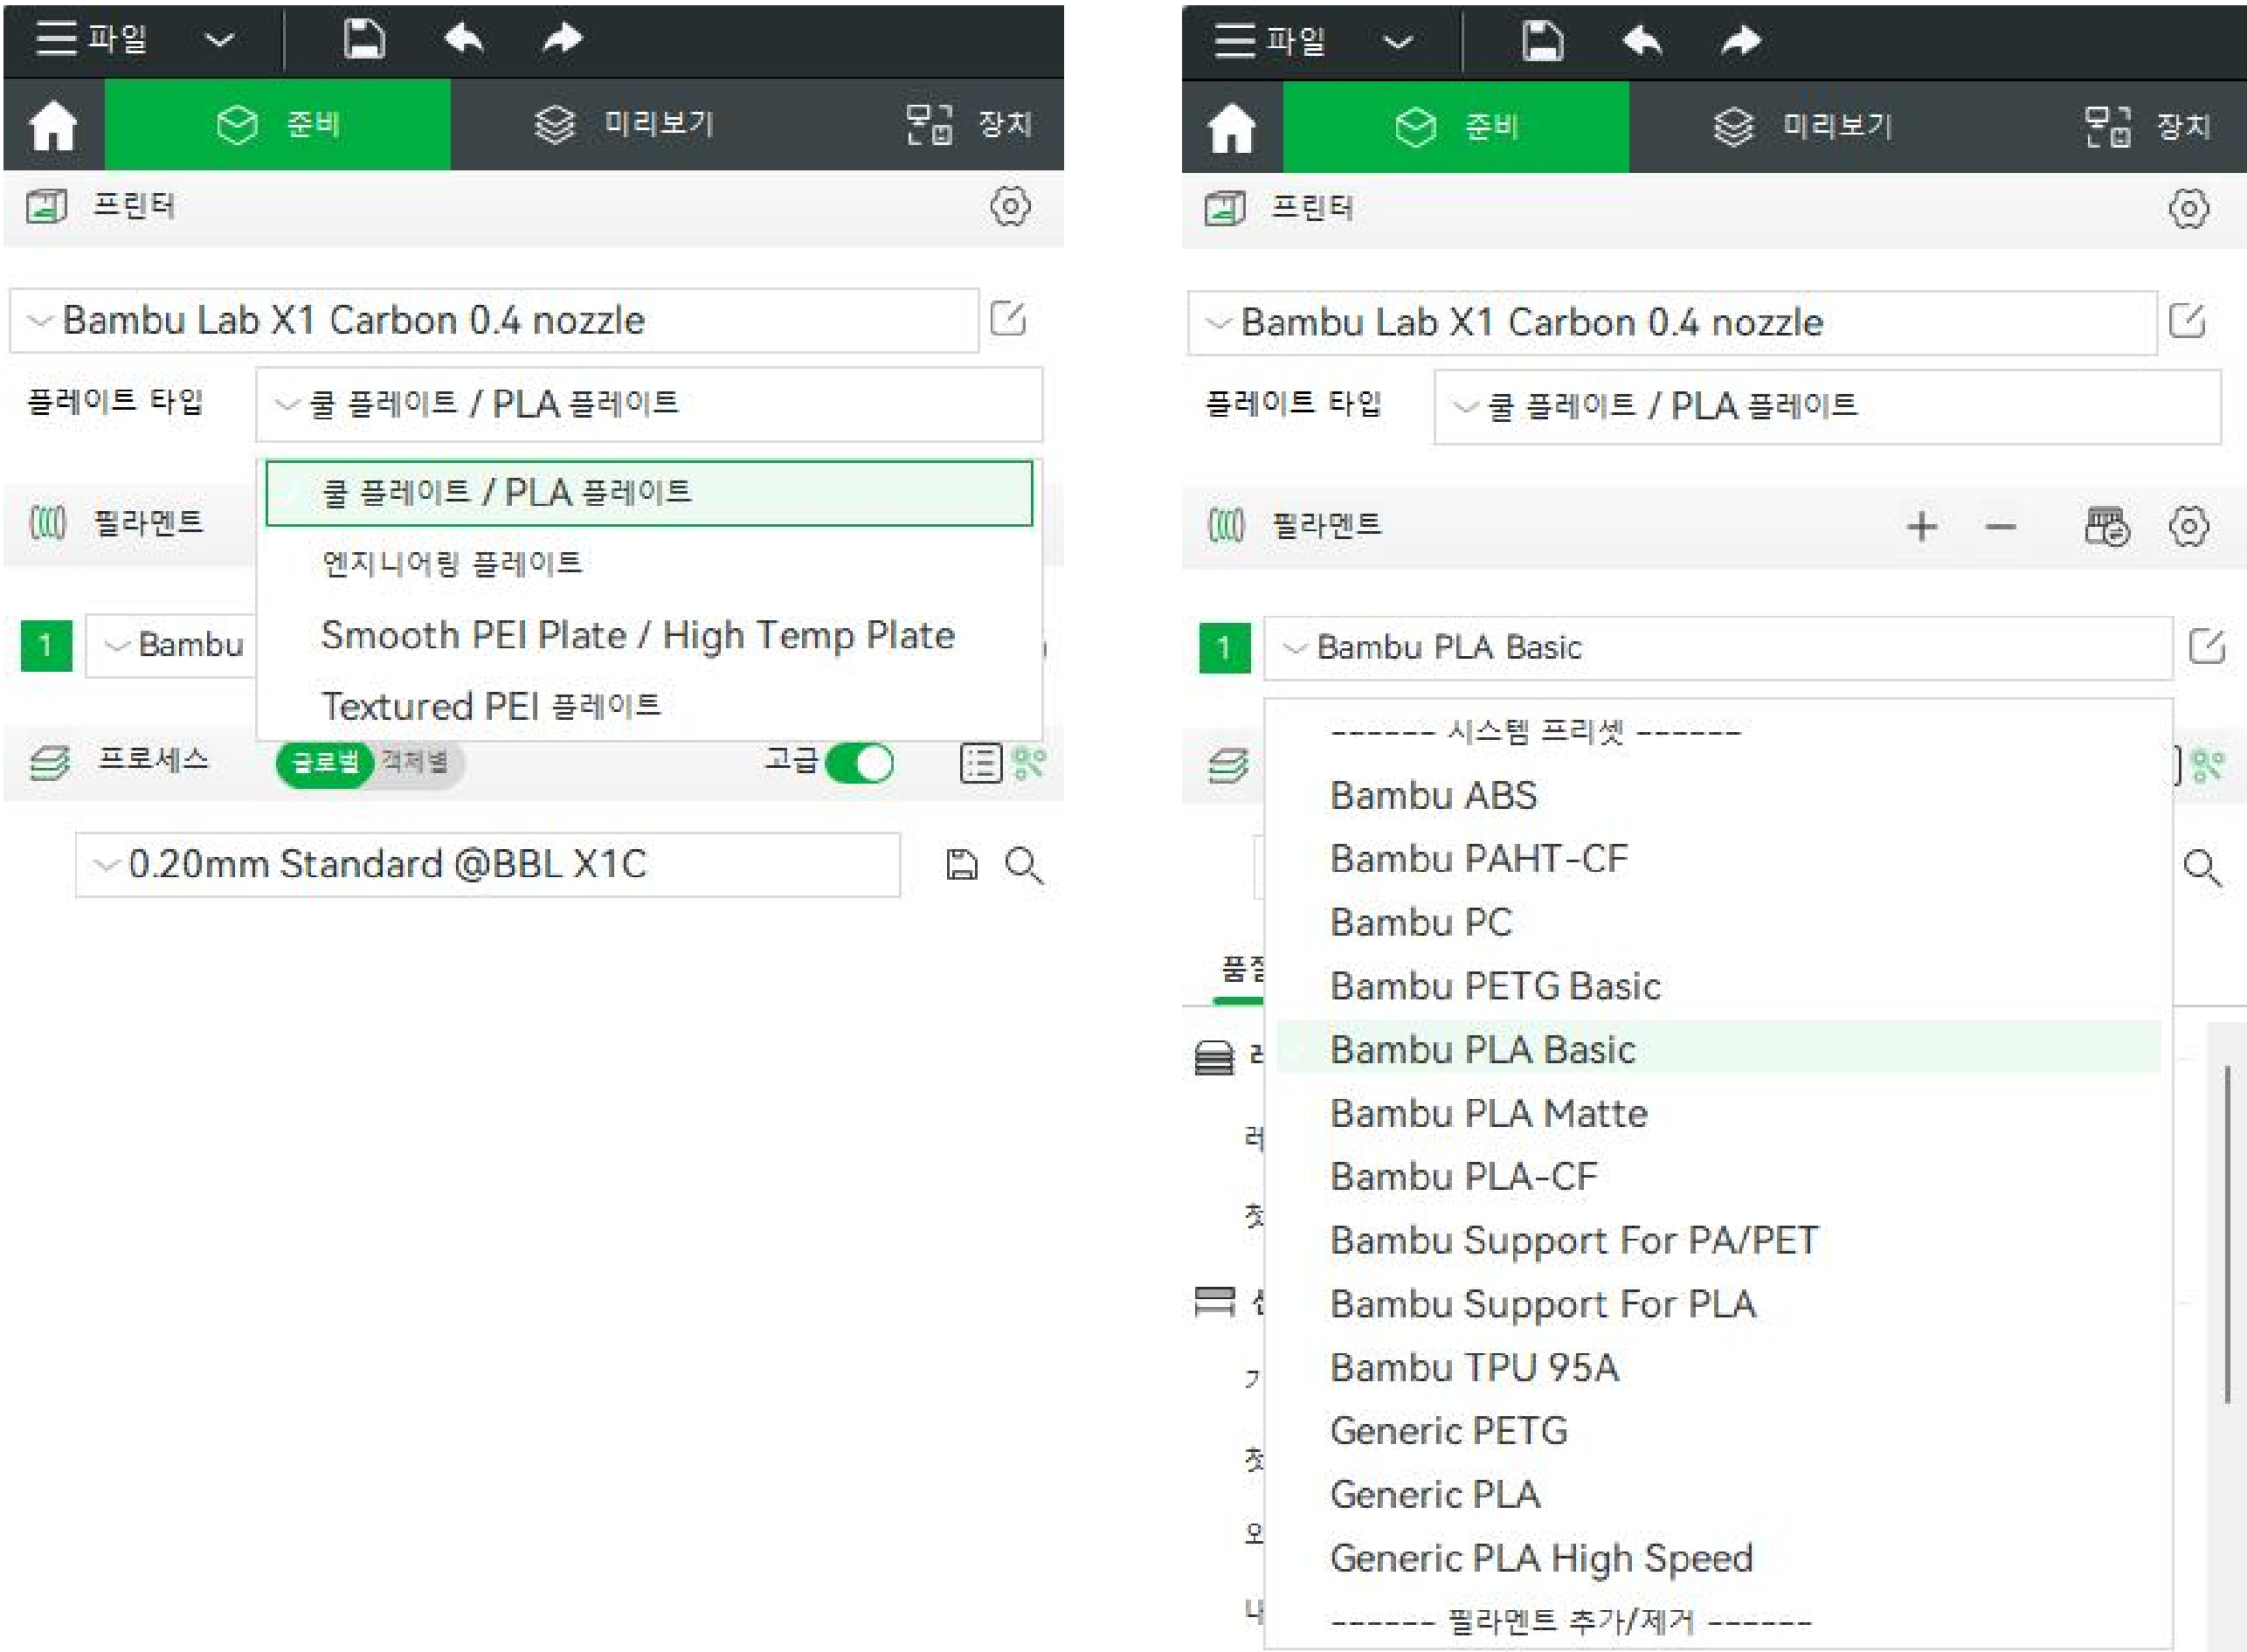 파일
준비 미리보기 장치
프린터
Bambu Lab X1 Carbon 0.4 nozzle
플레이트 타입 쿨 플레이트 / PLA 플레이트
쿨 플레이트 / PLA 플레이트
필라멘트
엔지니어링 플레이트
Smooth PEI Plate / High Temp Plate
1 Bambu
Textured PEI 플레이트
프로세스 글로벌 객체별 고급
0.20mm Standard @BBL X1C
파일
준비 미리보기 장치
프린터
Bambu Lab X1 Carbon 0.4 nozzle
플레이트 타입 쿨 플레이트 / PLA 플레이트
필라멘트
1 Bambu PLA Basic
------ 시스템 프리셋 ------
Bambu ABS
Bambu PAHT-CF
Bambu PC
Bambu PETG Basic
Bambu PLA Basic
Bambu PLA Matte
Bambu PLA-CF
Bambu Support For PA/PET
Bambu Support For PLA
Bambu TPU 95A
Generic PETG
Generic PLA
Generic PLA High Speed
------ 필라멘트 추가/제거 ------